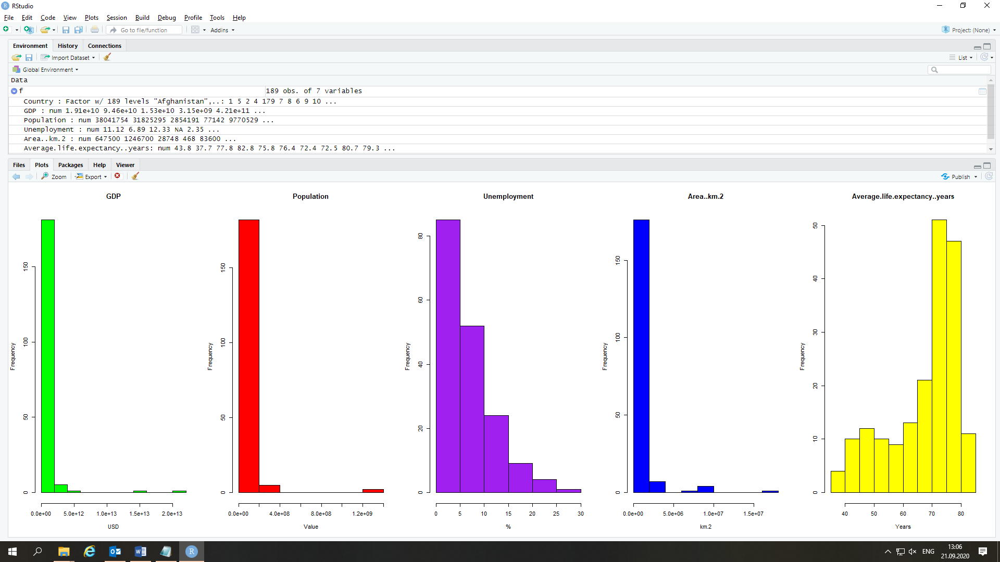 RStudio
File Edit Code View Plots Session Build Debug Profile Tools Help
Go to file/function Addins Project: (None)
Environment History Connections
Import Dataset List
Global Environment
Data
f 189 obs. of 7 variables
Country : Factor w/ 189 levels "Afghanistan",..: 1 5 2 4 179 7 8 6 9 10 ...
GDP : num 1.91e+10 9.46e+10 1.53e+10 3.15e+09 4.21e+11 ...
Population : num 38041754 31825295 2854191 77142 9770529 ...
Unemployment : num 11.12 6.89 12.33 NA 2.35 ...
Area..km.2 : num 647500 1246700 28748 468 83600 ...
Average.life.expectancy..years: num 43.8 37.7 77.8 82.8 75.8 76.4 72.4 72.5 80.7 79.3 ...
Files Plots Packages Help Viewer
Zoom Export Publish
GDP
Frequency
0 50 100 150
0.0e+00 5.0e+12 1.0e+13 1.5e+13 2.0e+13
USD
Population
Frequency
0 50 100 150
0.0e+00 4.0e+08 8.0e+08 1.2e+09
Value
Unemployment
Frequency
0 20 40 60 80
0 5 10 15 20 25 30
%
Area..km.2
Frequency
0 50 100 150
0.0e+00 5.0e+06 1.0e+07 1.5e+07
km.2
Average.life.expectancy..years
Frequency
0 10 20 30 40 50
40 50 60 70 80
Years
ENG
13:06
21.09.2020